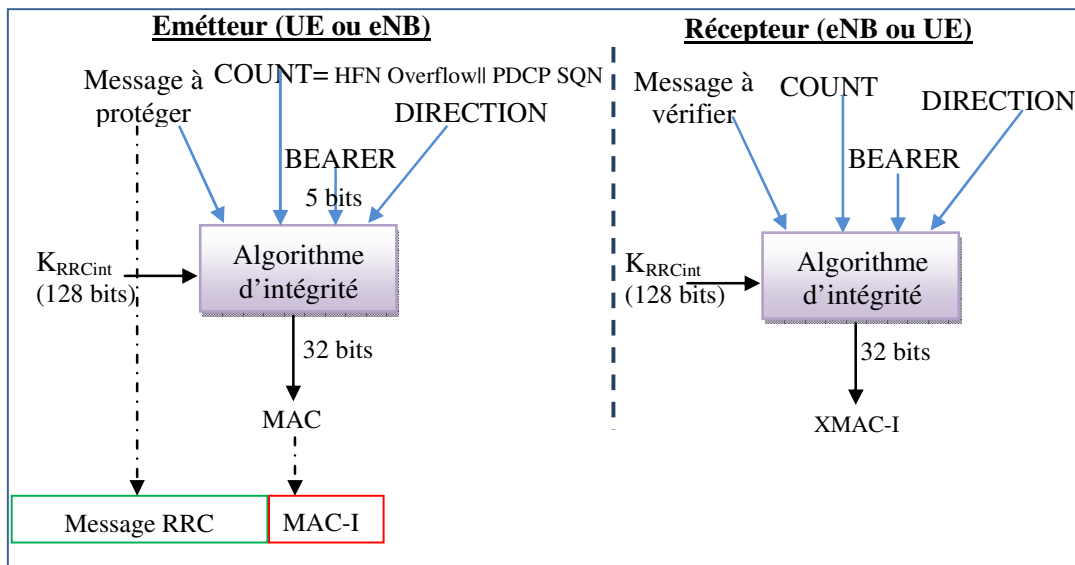 Emétteur (UE ou eNB)
Message à
protéger
COUNT= HFN Overflow|| PDCP SQN
DIRECTION
BEARER
5 bits
K_RRCint
(128 bits)
Algorithme
d’intégrité
32 bits
MAC
Message RRC
MAC-I
Récepteur (eNB ou UE)
Message à
vérifier
COUNT
DIRECTION
BEARER
K_RRCint
(128 bits)
Algorithme
d’intégrité
32 bits
XMAC-I